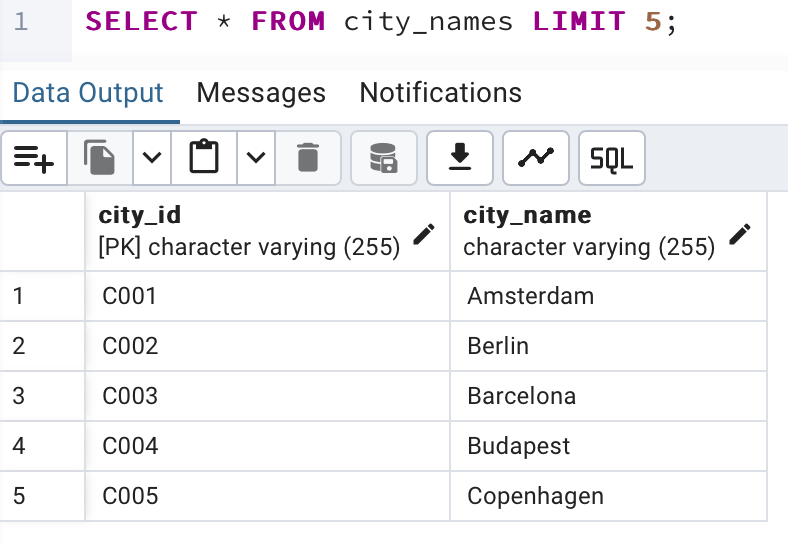 1 SELECT * FROM city_names LIMIT 5;
Data Output Messages Notifications
SQL
city_id city_name
[PK] character varying (255) character varying (255)
1 C001 Amsterdam
2 C002 Berlin
3 C003 Barcelona
4 C004 Budapest
5 C005 Copenhagen